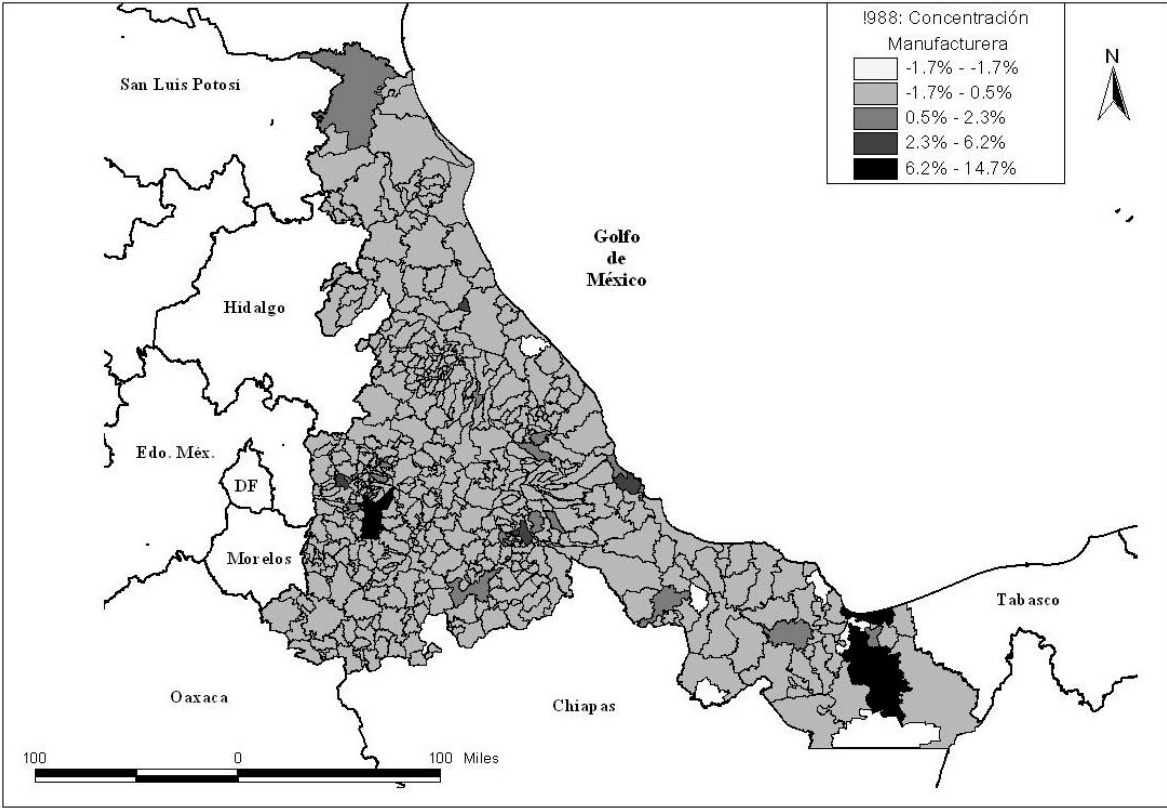 !988: Concentración
Manufacturera
-1.7% - -1.7%
-1.7% - 0.5%
0.5% - 2.3%
2.3% - 6.2%
6.2% - 14.7%
N
San Luis Potosí
Golfo
de
México
Hidalgo
Edo. Méx.
DF
Morelos
Tabasco
Oaxaca
Chiapas
100 0 100 Miles